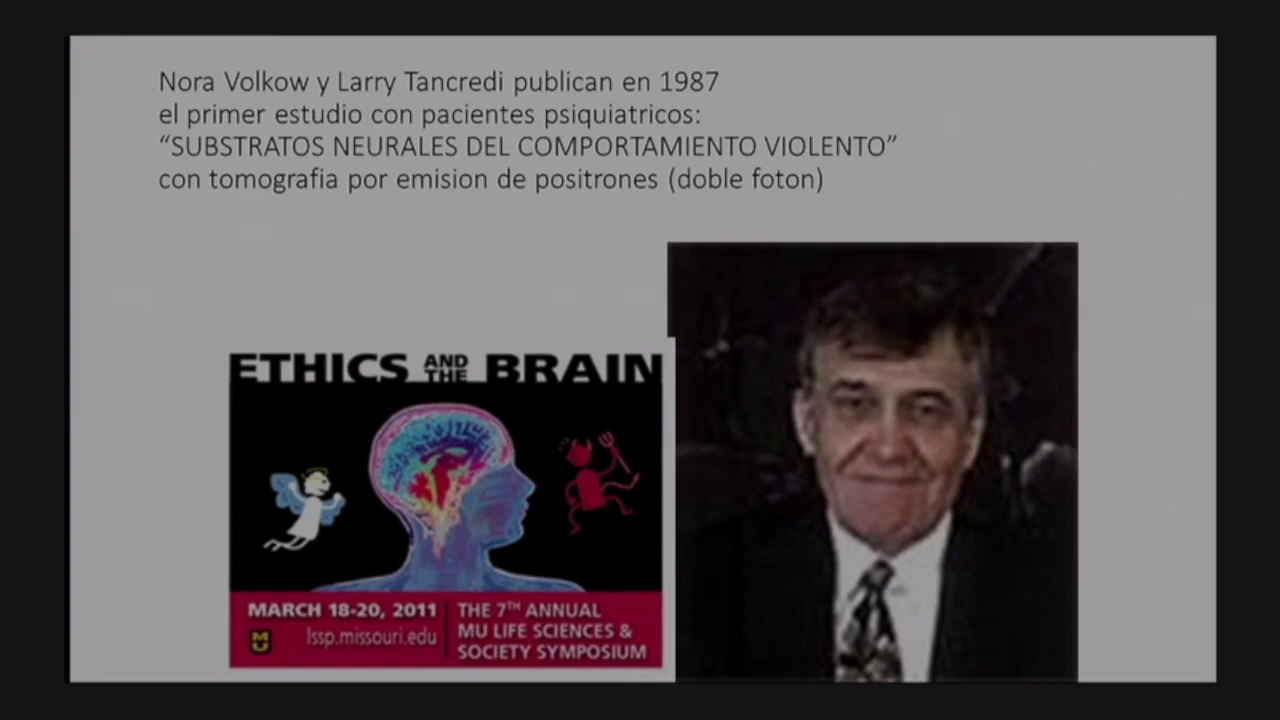 Nora Volkow y Larry Tancredi publican en 1987
el primer estudio con pacientes psiquiatricos:
“SUBSTRATOS NEURALES DEL COMPORTAMIENTO VIOLENTO”
con tomografia por emision de positrones (doble foton)
ETHICS AND THE BRAIN
MARCH 18-20, 2011
lssp.missouri.edu
MU
THE 7TH ANNUAL
MU LIFE SCIENCES &
SOCIETY SYMPOSIUM